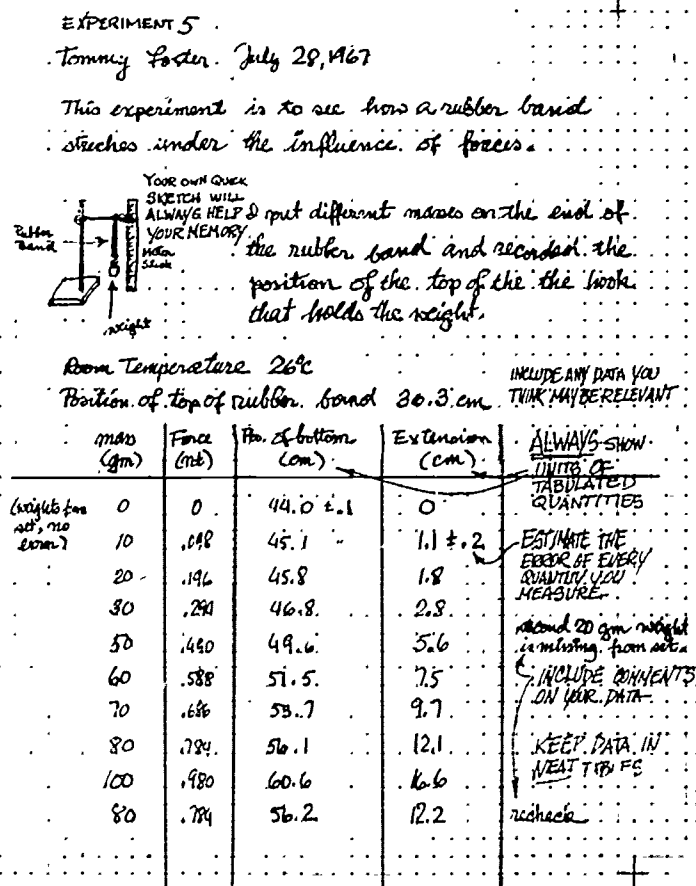 EXPERIMENT 5
Tommy Foster. July 28, 1967
This experiment is to see how a rubber band
streches under the influence of forces.
YOUR OWN QUICK
SKETCH WILL
ALWAYS HELP
YOUR MEMORY
Rubber
Band
Meter
Stick
weight
I put different masses on the end of
the rubber band and recorded the
position of the top of the the hook
that holds the weight.
Room Temperature 26°C
Position of top of rubber band 30.3 cm
INCLUDE ANY DATA YOU
THINK MAY BE RELEVANT
mass (gm) Force (nt) Pos. of bottom (cm) Extension (cm)
ALWAYS SHOW
UNITS OF
TABULATED
QUANTITIES
(weights from
set, no
error)
0 0 44.0 ±.1 0
10 .098 45.1 " 1.1 ±.2
20 .196 45.8 1.8
30 .294 46.8 2.8
50 .490 49.6 5.6
60 .588 51.5 7.5
70 .686 53.7 9.7
80 .784 56.1 12.1
100 .980 60.6 16.6
80 .784 56.2 12.2 recheck
ESTIMATE THE
ERROR OF EVERY
QUANTITY YOU
MEASURE
second 20 gm weight
is missing from set.
INCLUDE COMMENTS
ON YOUR DATA
KEEP DATA IN
NEAT TABLES